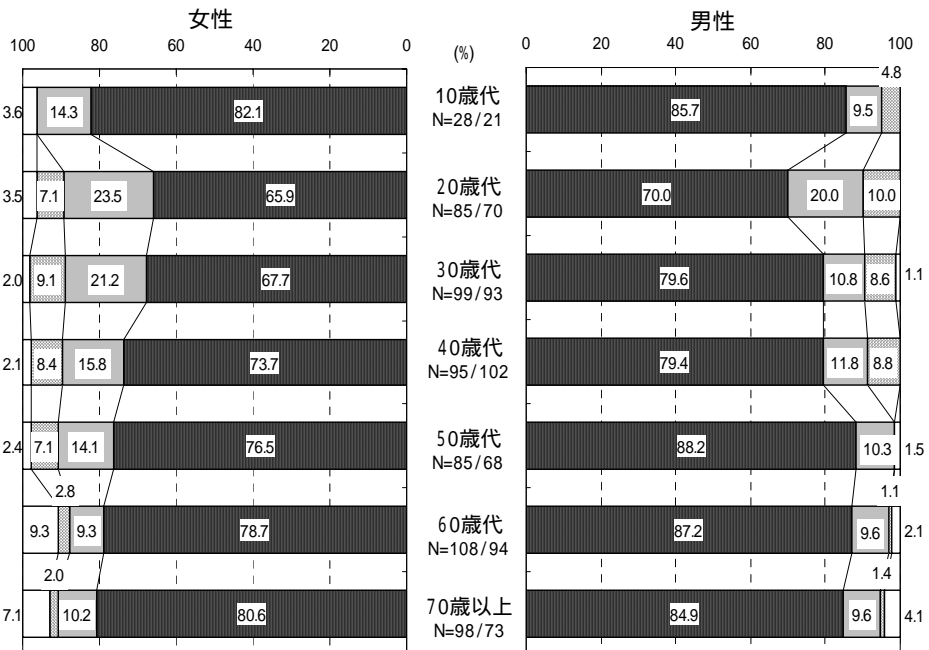 女性
男性
100 80 60 40 20 0
(%)
0 20 40 60 80 100
4.8
3.6 14.3 82.1
10歳代
N=28/21
85.7 9.5
3.5 7.1 23.5 65.9
20歳代
N=85/70
70.0 20.0 10.0
2.0 9.1 21.2 67.7
30歳代
N=99/93
79.6 10.8 8.6 1.1
2.1 8.4 15.8 73.7
40歳代
N=95/102
79.4 11.8 8.8
2.4 7.1 14.1 76.5
50歳代
N=85/68
88.2 10.3 1.5
2.8
1.1
9.3 9.3 78.7
60歳代
N=108/94
87.2 9.6 2.1
2.0
1.4
7.1 10.2 80.6
70歳以上
N=98/73
84.9 9.6 4.1